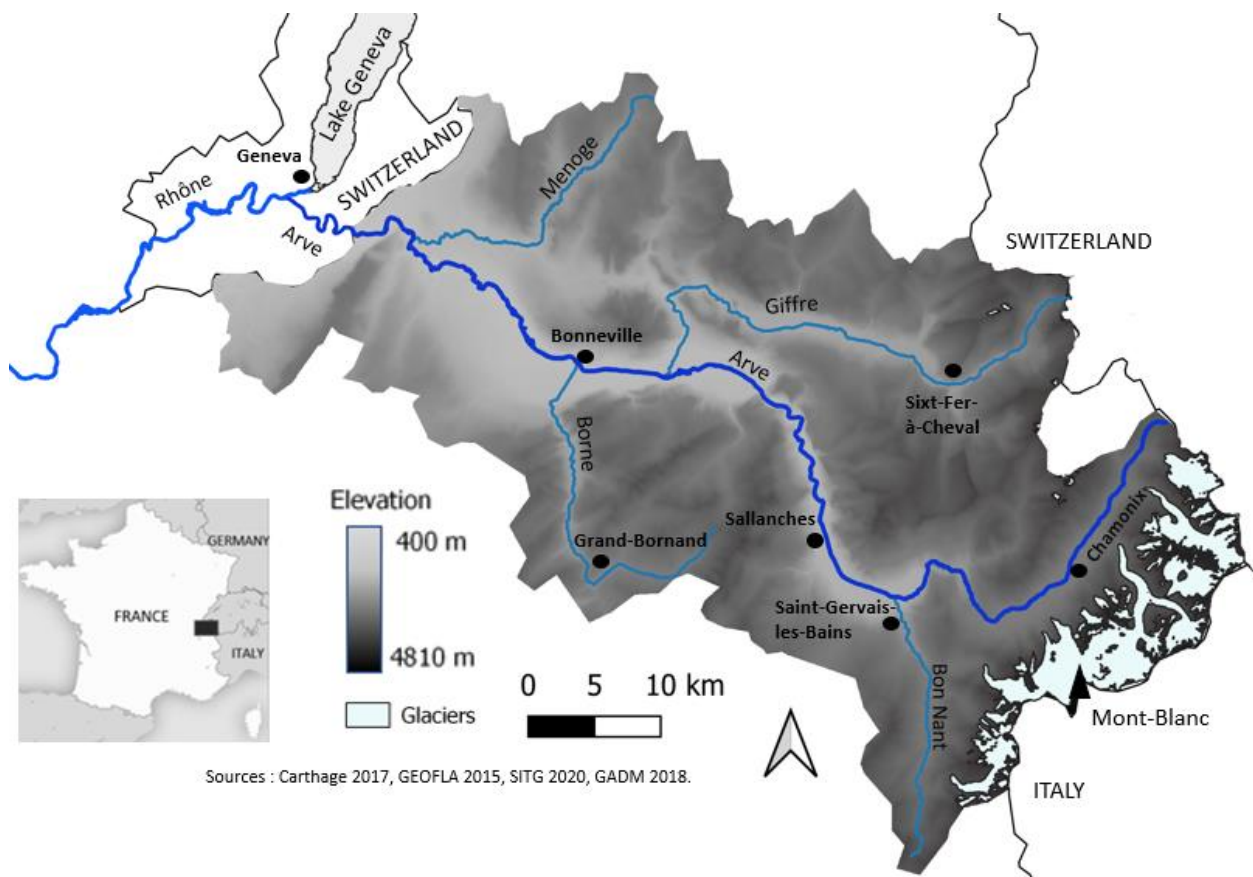 Lake Geneva
Geneva
SWITZERLAND
Rhône
Arve
Menoge
SWITZERLAND
Giffre
Bonneville
Arve
Sixt-Fer-
à-Cheval
Borne
Chamonix
Sallanches
Grand-Bornand
Saint-Gervais-
les-Bains
Bon Nant
Mont-Blanc
ITALY
Elevation
400 m
4810 m
Glaciers
0 5 10 km
GERMANY
FRANCE
ITALY
Sources : Carthage 2017, GEOFLA 2015, SITG 2020, GADM 2018.